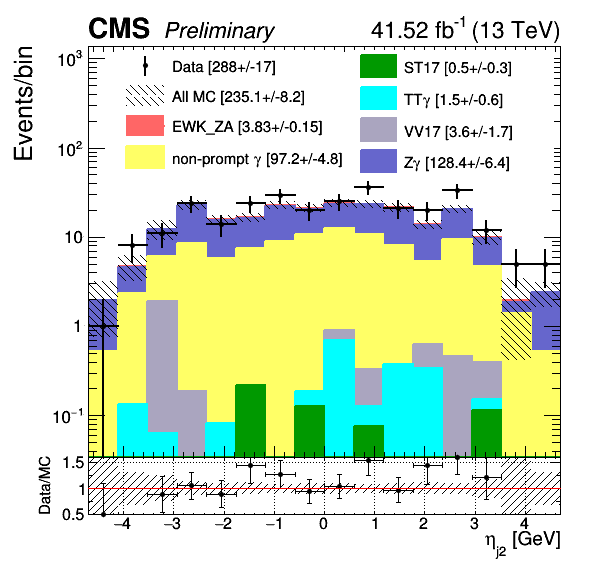 CMS Preliminary 41.52 fb⁻¹ (13 TeV)
Events/bin
10³
10²
10
1
10⁻¹
Data [288+/-17]
All MC [235.1+/-8.2]
EWK_ZA [3.83+/-0.15]
non-prompt γ [97.2+/-4.8]
ST17 [0.5+/-0.3]
TTγ [1.5+/-0.6]
VV17 [3.6+/-1.7]
Zγ [128.4+/-6.4]
Data/MC
1.5
1
0.5
−4 −3 −2 −1 0 1 2 3 4
η_j2 [GeV]